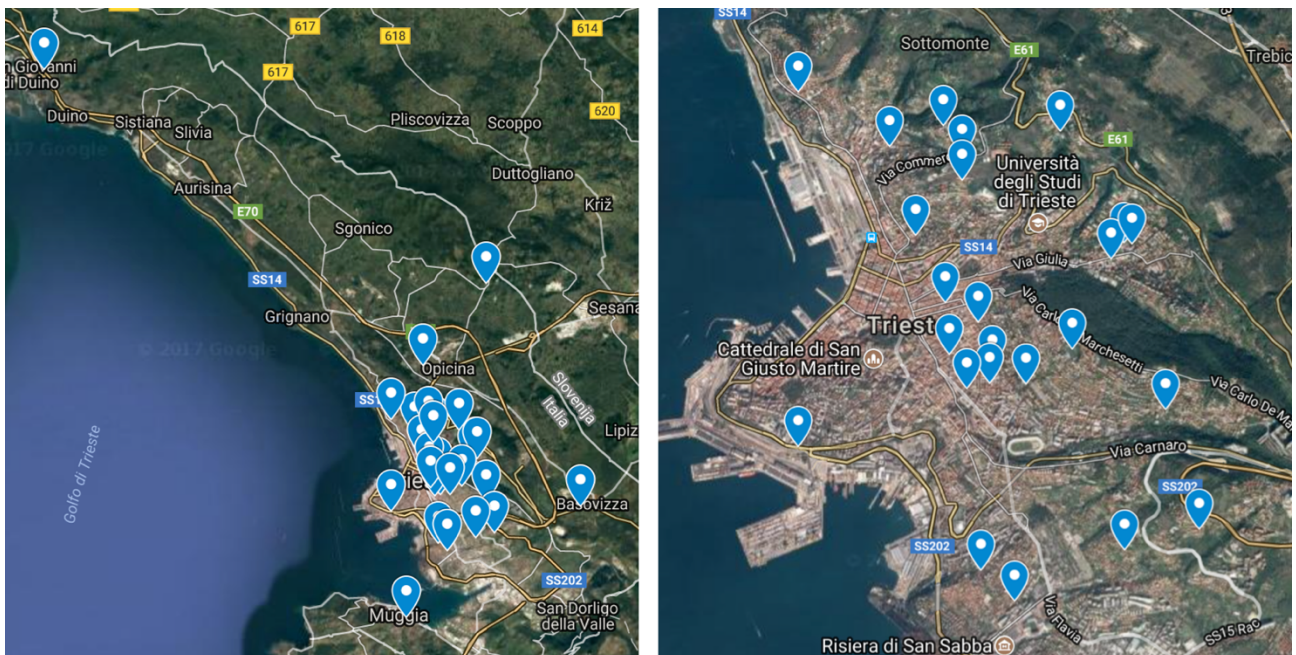 617
618
614
n Giovanni
di Duino
617
Duino
Sistiana
Slivia
Pliscovizza
Scoppo
620
2017 Google
Aurisina
Duttogliano
Križ
E70
Sgonico
SS14
Grignano
Sesana
© 2017 Google
Opicina
Slovenija
Italia
SS1
Lipiz
Golfo di Trieste
rie
Basovizza
SS202
Muggia
San Dorligo
della Valle
SS14
Sottomonte
E61
Trebic
E61
Via Commer
Università
degli Studi
di Trieste
SS14
Via Giulia
Triest
Via Carlo
Marchesetti
Cattedrale di San
Giusto Martire
Via Carlo De Ma
Via Carnaro
SS202
SS202
Via Flavia
SS15 Rac
Risiera di San Sabba